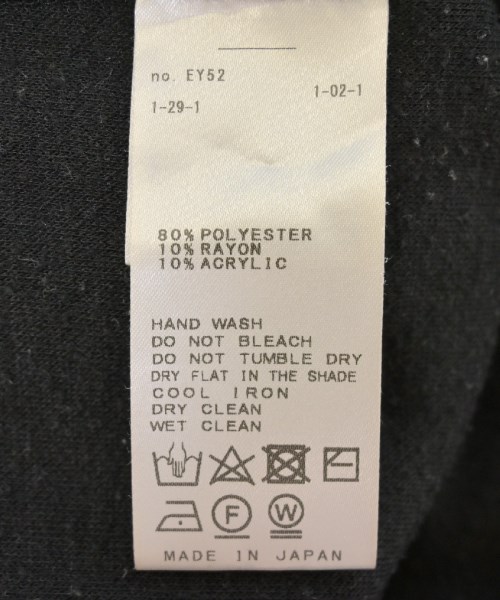 no. EY52
1-02-1
1-29-1
80% POLYESTER
10% RAYON
10% ACRYLIC
HAND WASH
DO NOT BLEACH
DO NOT TUMBLE DRY
DRY FLAT IN THE SHADE
COOL IRON
DRY CLEAN
WET CLEAN
F W
MADE IN JAPAN